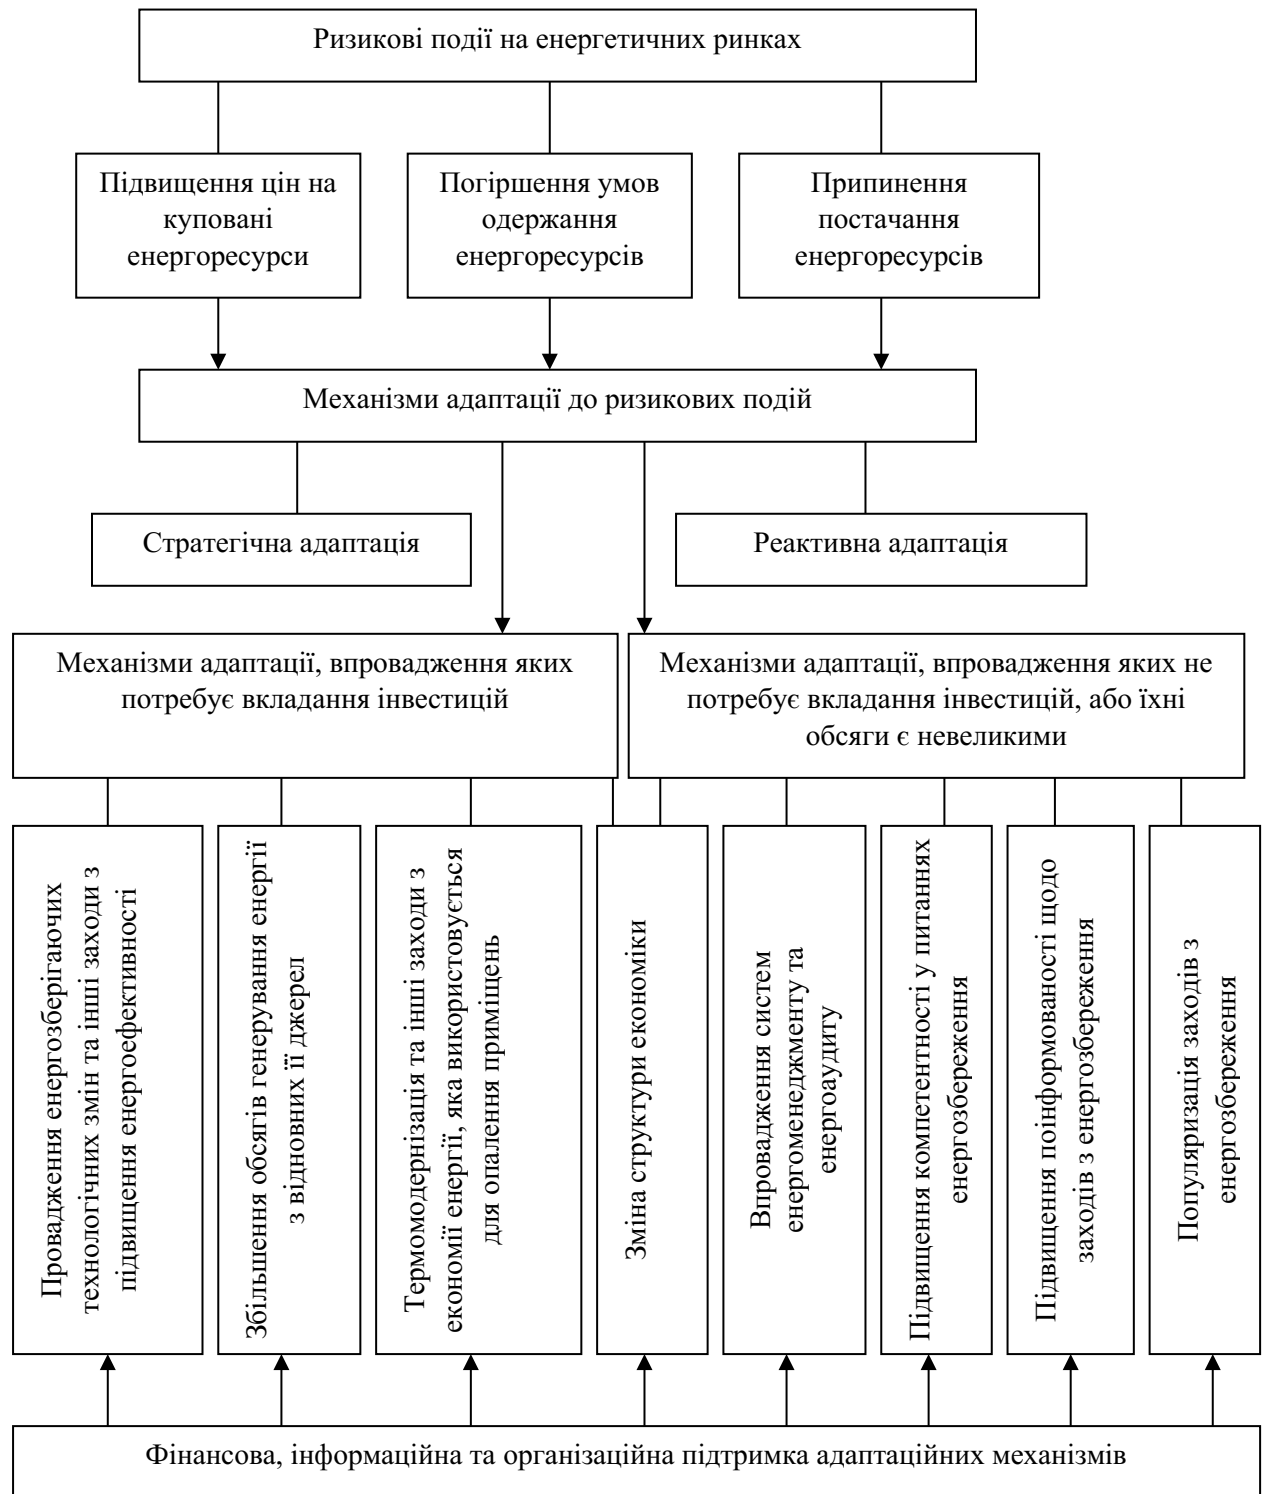 Ризикові події на енергетичних ринках
Підвищення цін на
куповані
енергоресурси
Погіршення умов
одержання
енергоресурсів
Припинення
постачання
енергоресурсів
Механізми адаптації до ризикових подій
Стратегічна адаптація
Реактивна адаптація
Механізми адаптації, впровадження яких
потребує вкладання інвестицій
Механізми адаптації, впровадження яких не
потребує вкладання інвестицій, або їхні
обсяги є невеликими
Провадження енергозберігаючих
технологічних змін та інші заходи з
підвищення енергоефективності
Збільшення обсягів генерування енергії
з відновних її джерел
Термомодернізація та інші заходи з
економії енергії, яка використовується
для опалення приміщень
Зміна структури економіки
Впровадження систем
енергоменеджменту та
енергоаудиту
Підвищення компетентності у питаннях
енергозбереження
Підвищення поінформованості щодо
заходів з енергозбереження
Популяризація заходів з
енергозбереження
Фінансова, інформаційна та організаційна підтримка адаптаційних механізмів